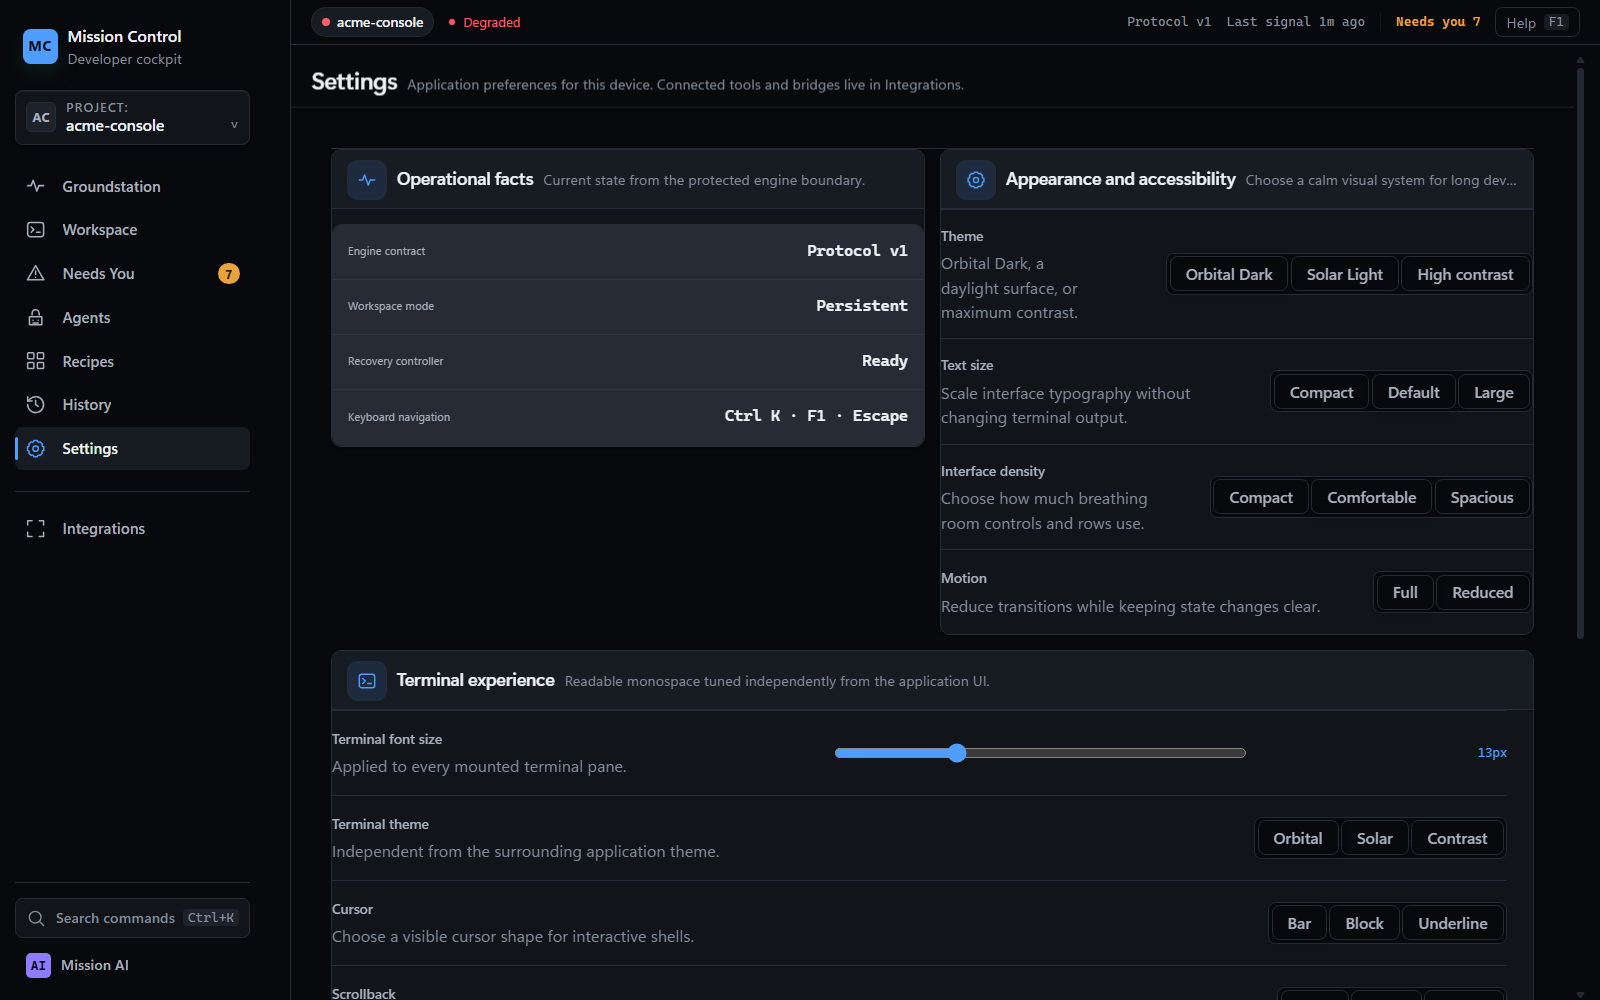 MC
Mission Control
Developer cockpit
AC
PROJECT:
acme-console
v
Groundstation
Workspace
Needs You
7
Agents
Recipes
History
Settings
Integrations
Search commands Ctrl+K
AI Mission AI
acme-console
Degraded
Protocol v1 Last signal 1m ago
Needs you 7
Help F1
Settings Application preferences for this device. Connected tools and bridges live in Integrations.
Operational facts Current state from the protected engine boundary.
Engine contract Protocol v1
Workspace mode Persistent
Recovery controller Ready
Keyboard navigation Ctrl K · F1 · Escape
Appearance and accessibility Choose a calm visual system for long dev...
Theme
Orbital Dark, a
daylight surface, or
maximum contrast.
Orbital Dark Solar Light High contrast
Text size
Scale interface typography without
changing terminal output.
Compact Default Large
Interface density
Choose how much breathing
room controls and rows use.
Compact Comfortable Spacious
Motion
Reduce transitions while keeping state changes clear.
Full Reduced
Terminal experience Readable monospace tuned independently from the application UI.
Terminal font size
Applied to every mounted terminal pane.
13px
Terminal theme
Independent from the surrounding application theme.
Orbital Solar Contrast
Cursor
Choose a visible cursor shape for interactive shells.
Bar Block Underline
Scrollback